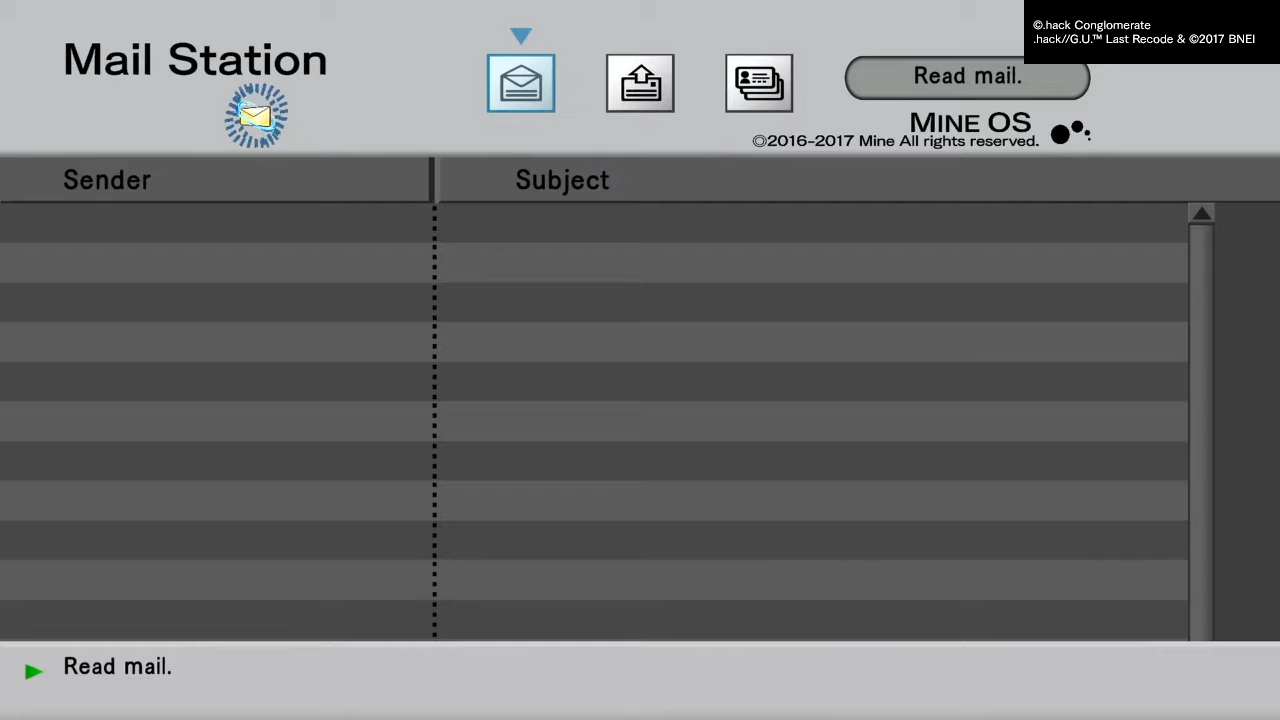 ©.hack Conglomerate
.hack//G.U.™ Last Recode & ©2017 BNEI
Mail Station
Read mail.
MINE OS
©2016-2017 Mine All rights reserved.
Sender
Subject
Read mail.